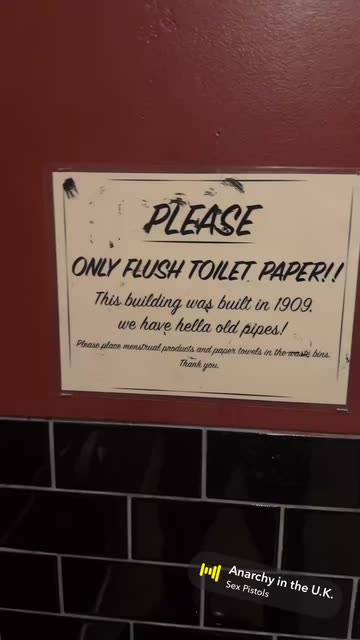 PLEASE
ONLY FLUSH TOILET PAPER!!
This building was built in 1909.
we have hella old pipes!
Please place menstrual products and paper towels in the waste bins.
Thank you.
Anarchy in the U.K.
Sex Pistols